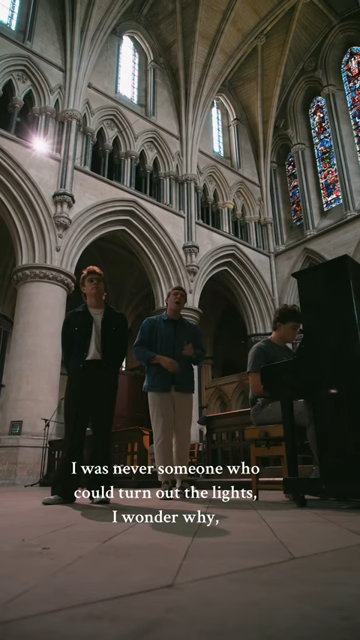 I was never someone who
could turn out the lights,
I wonder why,